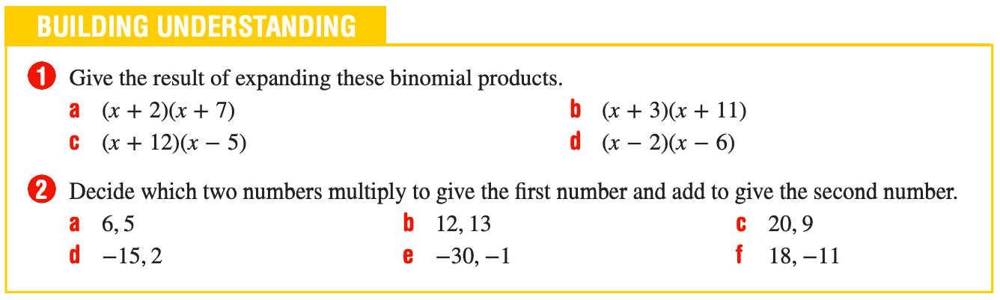 BUILDING UNDERSTANDING
1 Give the result of expanding these binomial products.
a (x + 2)(x + 7) b (x + 3)(x + 11)
c (x + 12)(x − 5) d (x − 2)(x − 6)
2 Decide which two numbers multiply to give the first number and add to give the second number.
a 6, 5 b 12, 13 c 20, 9
d −15, 2 e −30, −1 f 18, −11